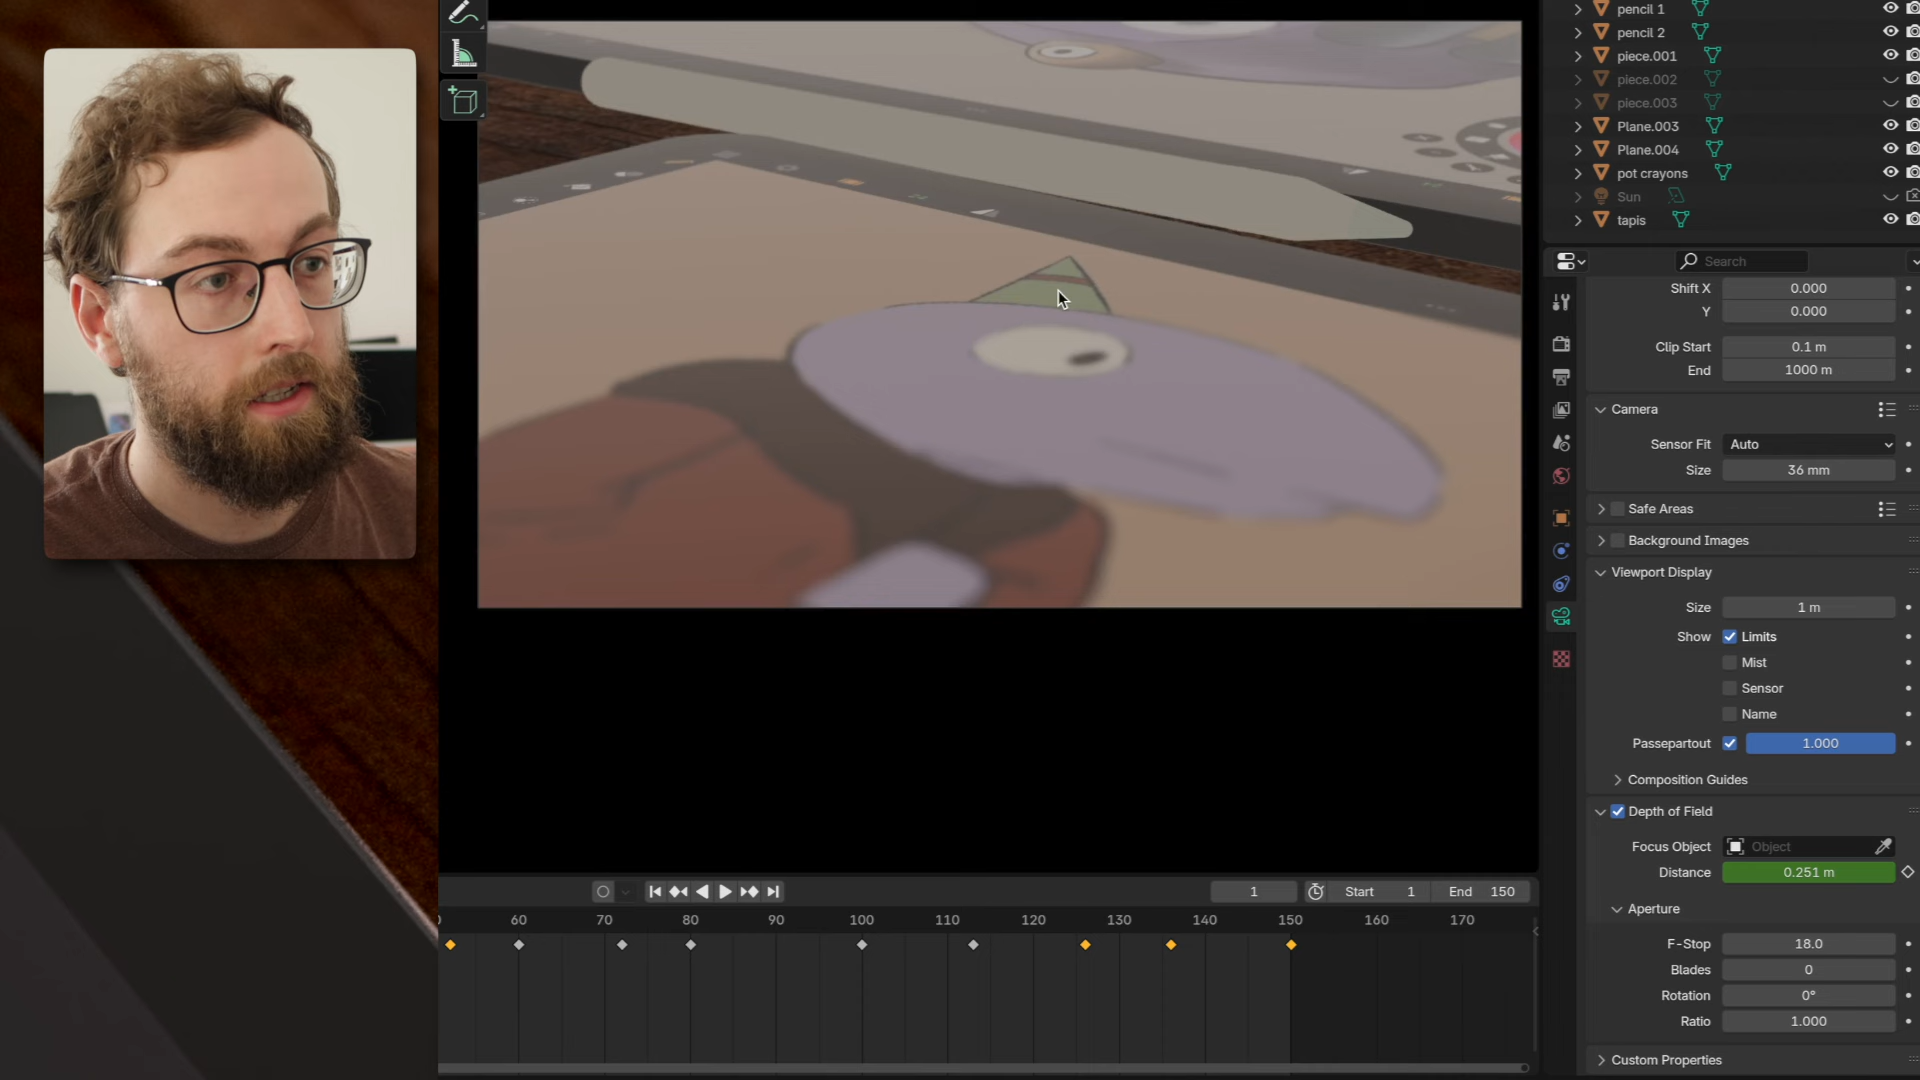 pencil 1
pencil 2
piece.001
piece.002
piece.003
Plane.003
Plane.004
pot crayons
Sun
tapis
Search
Shift X 0.000
Y 0.000
Clip Start 0.1 m
End 1000 m
Camera
Sensor Fit Auto
Size 36 mm
Safe Areas
Background Images
Viewport Display
Size 1 m
Show Limits
Mist
Sensor
Name
Passepartout 1.000
Composition Guides
Depth of Field
Focus Object Object
Distance 0.251 m
Aperture
F-Stop 18.0
Blades 0
Rotation 0°
Ratio 1.000
Custom Properties
1 Start 1 End 150
60 70 80 90 100 110 120 130 140 150 160 170